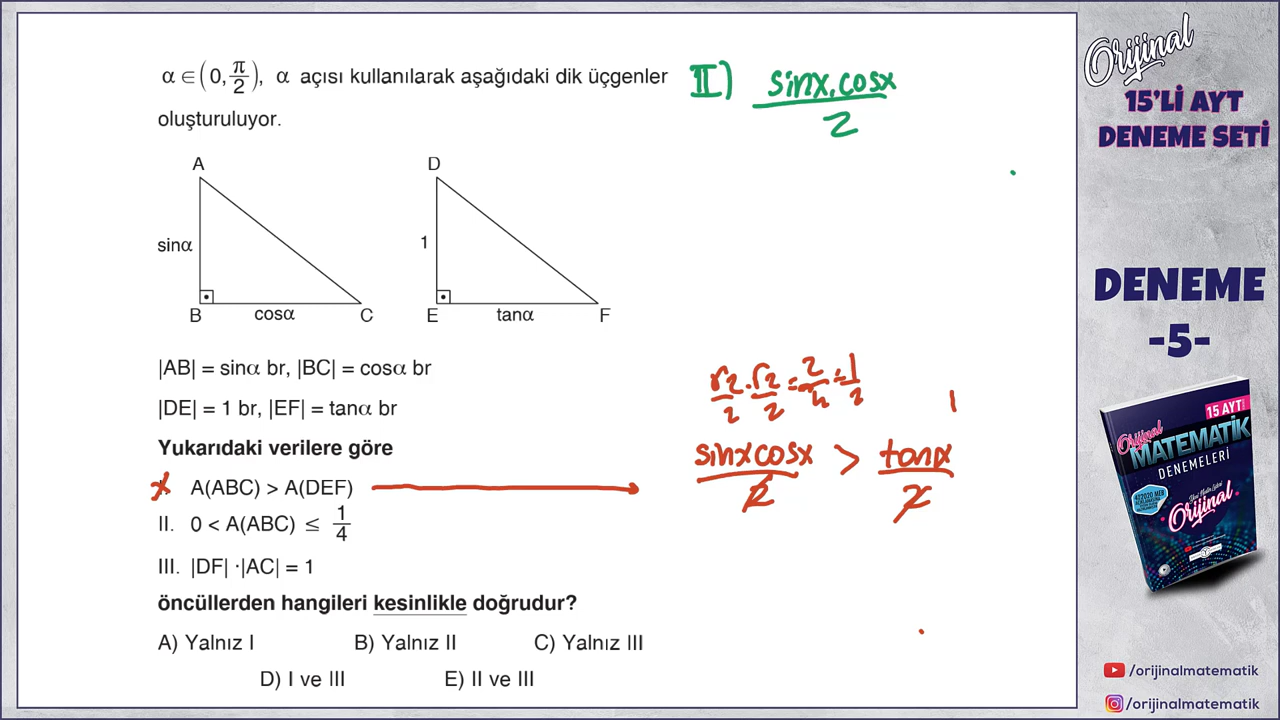 α ∈ (0, π/2), α açısı kullanılarak aşağıdaki dik üçgenler
oluşturuluyor.
A
sinα
B
cosα
C
D
1
E
tanα
F
|AB| = sinα br, |BC| = cosα br
|DE| = 1 br, |EF| = tanα br
Yukarıdaki verilere göre
I. A(ABC) > A(DEF)
II. 0 < A(ABC) ≤ 1/4
III. |DF| ·|AC| = 1
öncüllerden hangileri kesinlikle doğrudur?
A) Yalnız I B) Yalnız II C) Yalnız III
D) I ve III E) II ve III
II) sinx.cosx / 2
√2/2 . √2/2 = 2/4 = 1/2
1
sinxcosx / 2 > tanx / 2
Orijinal
15'Lİ AYT
DENEME SETİ
DENEME
-5-
15 AYT
Orijinal
MATEMATİK
DENEMELERİ
Orijinal
/orijinalmatematik
/orijinalmatematik